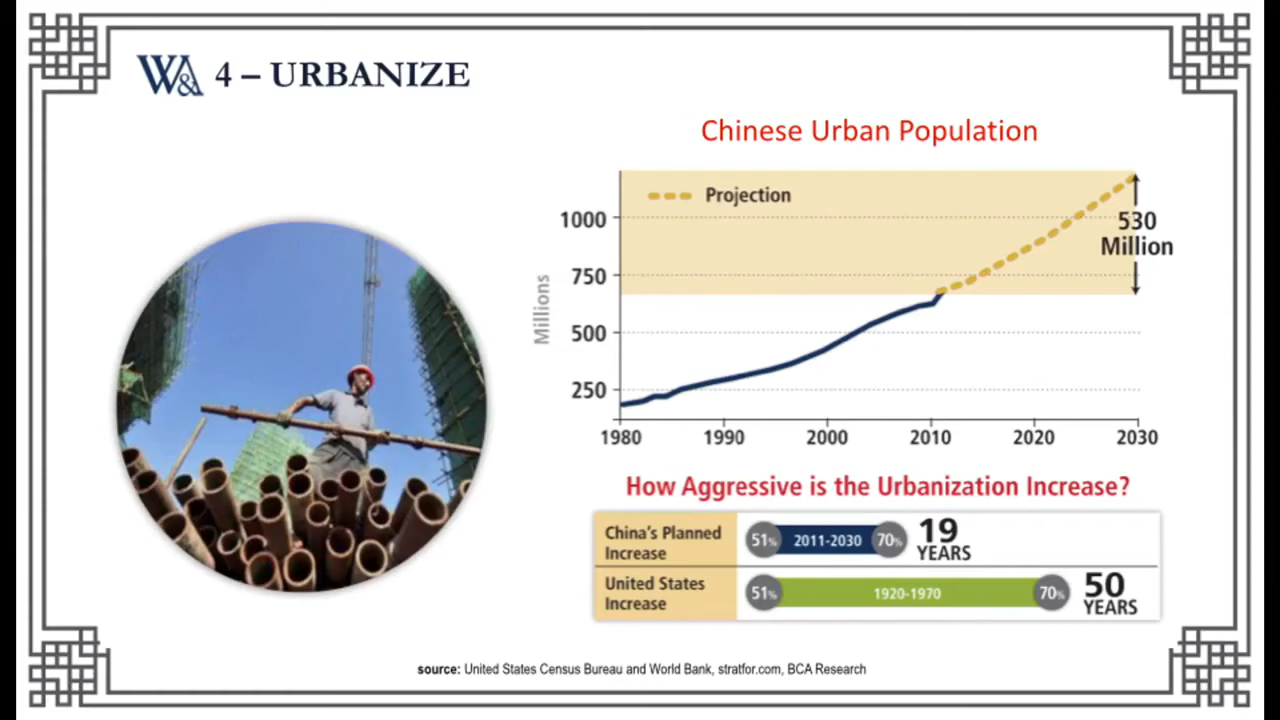 W&A 4 – URBANIZE
Chinese Urban Population
Projection
1000
750
500
250
Millions
530
Million
1980 1990 2000 2010 2020 2030
How Aggressive is the Urbanization Increase?
China's Planned
Increase
51% 2011-2030 70% 19
YEARS
United States
Increase
51% 1920-1970 70% 50
YEARS
source: United States Census Bureau and World Bank, stratfor.com, BCA Research